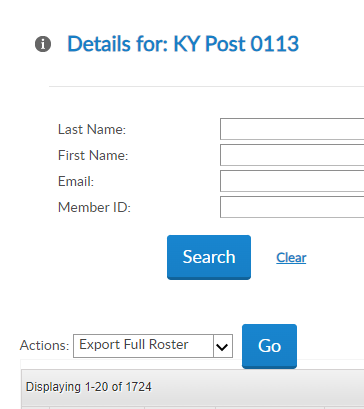 Details for: KY Post 0113
Last Name:
First Name:
Email:
Member ID:
Search Clear
Actions: Export Full Roster Go
Displaying 1-20 of 1724